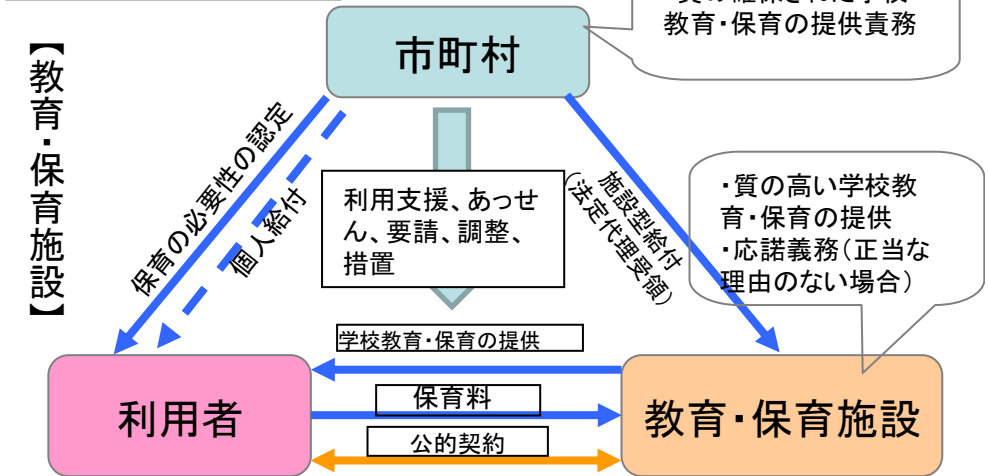 教育・保育の提供責務
市町村
【教育・保育施設】
保育の必要性の認定
個人給付
利用支援、あっせ
ん、要請、調整、
措置
施設型給付
（法定代理受領）
・質の高い学校教
育・保育の提供
・応諾義務（正当な
理由のない場合）
学校教育・保育の提供
保育料
公的契約
利用者
教育・保育施設